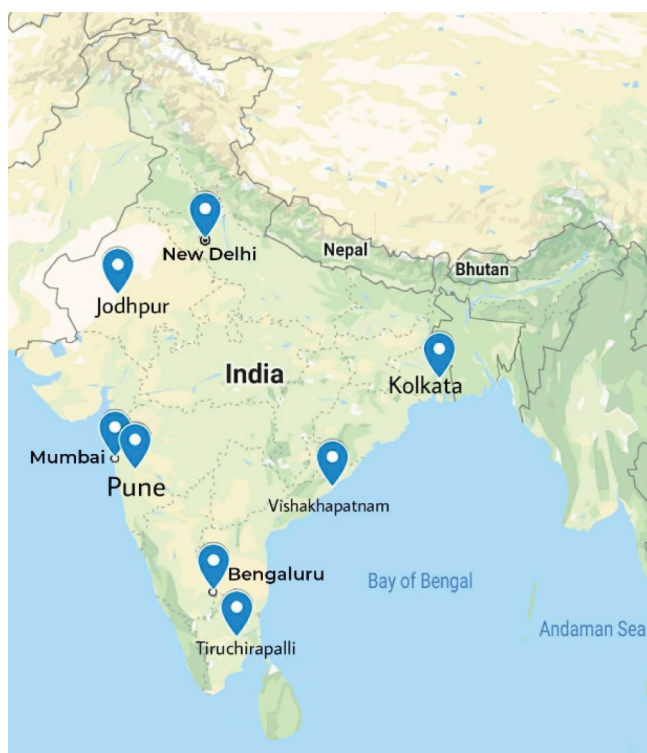 New Delhi
Nepal
Bhutan
Jodhpur
India
Kolkata
Mumbai
Pune
Vishakhapatnam
Bengaluru
Bay of Bengal
Andaman Sea
Tiruchirapalli